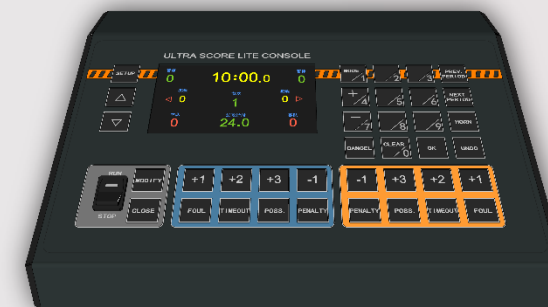 ULTRA SCORE LITE CONSOLE
SETUP
10:00.0
0
0
MODE
1
2
3
PREV.
PERIOD
0
1
0
+
4
5
6
NEXT
PERIOD
0
24.0
0
-
7
8
9
HORN
CANCEL
CLEAR
0
OK
UNDO
RUN
STOP
MODIFY
CLOSE
+1
+2
+3
-1
FOUL
TIMEOUT
POSS.
PENALTY
-1
+3
+2
+1
PENALTY
POSS.
TIMEOUT
FOUL